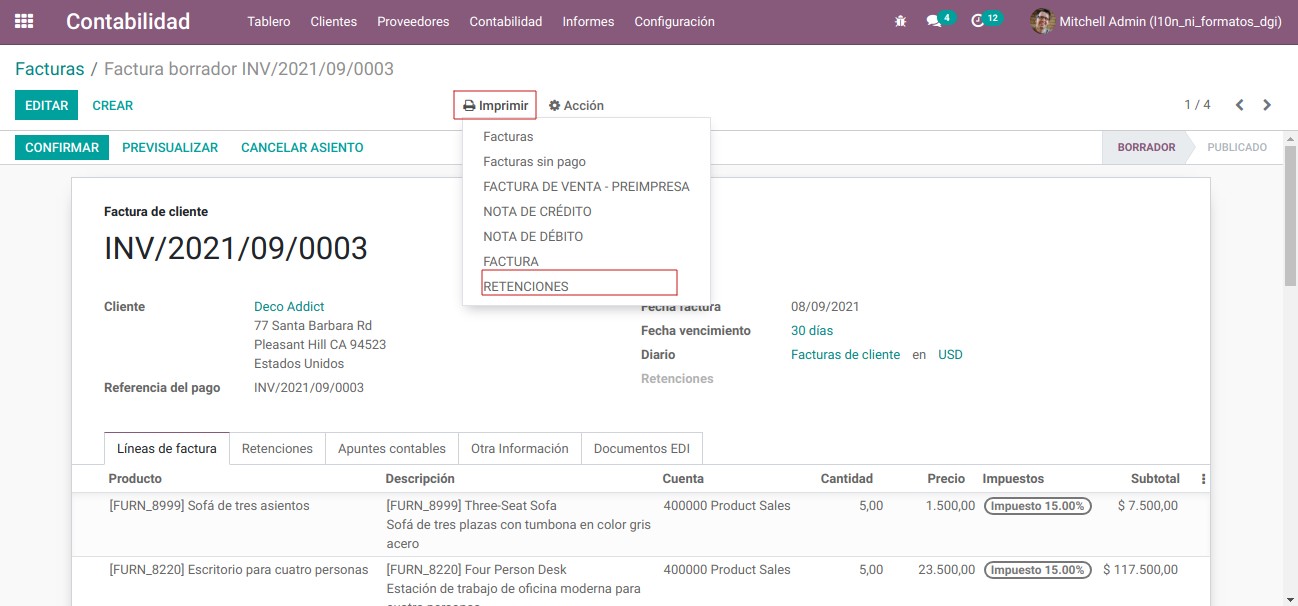 Contabilidad Tablero Clientes Proveedores Contabilidad Informes Configuración 4 12 Mitchell Admin (l10n_ni_formatos_dgi)
Facturas / Factura borrador INV/2021/09/0003
EDITAR CREAR Imprimir Acción 1 / 4
CONFIRMAR PREVISUALIZAR CANCELAR ASIENTO BORRADOR PUBLICADO
Facturas
Facturas sin pago
FACTURA DE VENTA - PREIMPRESA
NOTA DE CRÉDITO
NOTA DE DÉBITO
FACTURA
RETENCIONES
Factura de cliente
INV/2021/09/0003
Cliente Deco Addict
77 Santa Barbara Rd
Pleasant Hill CA 94523
Estados Unidos
Referencia del pago INV/2021/09/0003
Fecha factura 08/09/2021
Fecha vencimiento 30 días
Diario Facturas de cliente en USD
Retenciones
Líneas de factura Retenciones Apuntes contables Otra Información Documentos EDI
Producto Descripción Cuenta Cantidad Precio Impuestos Subtotal
[FURN_8999] Sofá de tres asientos [FURN_8999] Three-Seat Sofa 400000 Product Sales 5,00 1.500,00 Impuesto 15.00% $ 7.500,00
Sofá de tres plazas con tumbona en color gris
acero
[FURN_8220] Escritorio para cuatro personas [FURN_8220] Four Person Desk 400000 Product Sales 5,00 23.500,00 Impuesto 15.00% $ 117.500,00
Estación de trabajo de oficina moderna para
cuatro personas